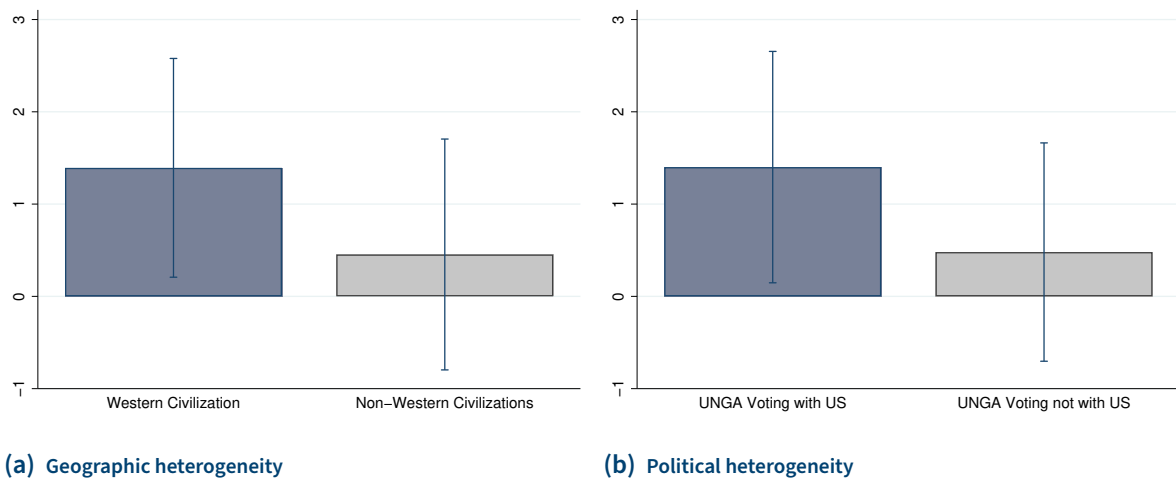 3
2
1
0
−1
Western Civilization
Non−Western Civilizations
(a) Geographic heterogeneity
3
2
1
0
−1
UNGA Voting with US
UNGA Voting not with US
(b) Political heterogeneity